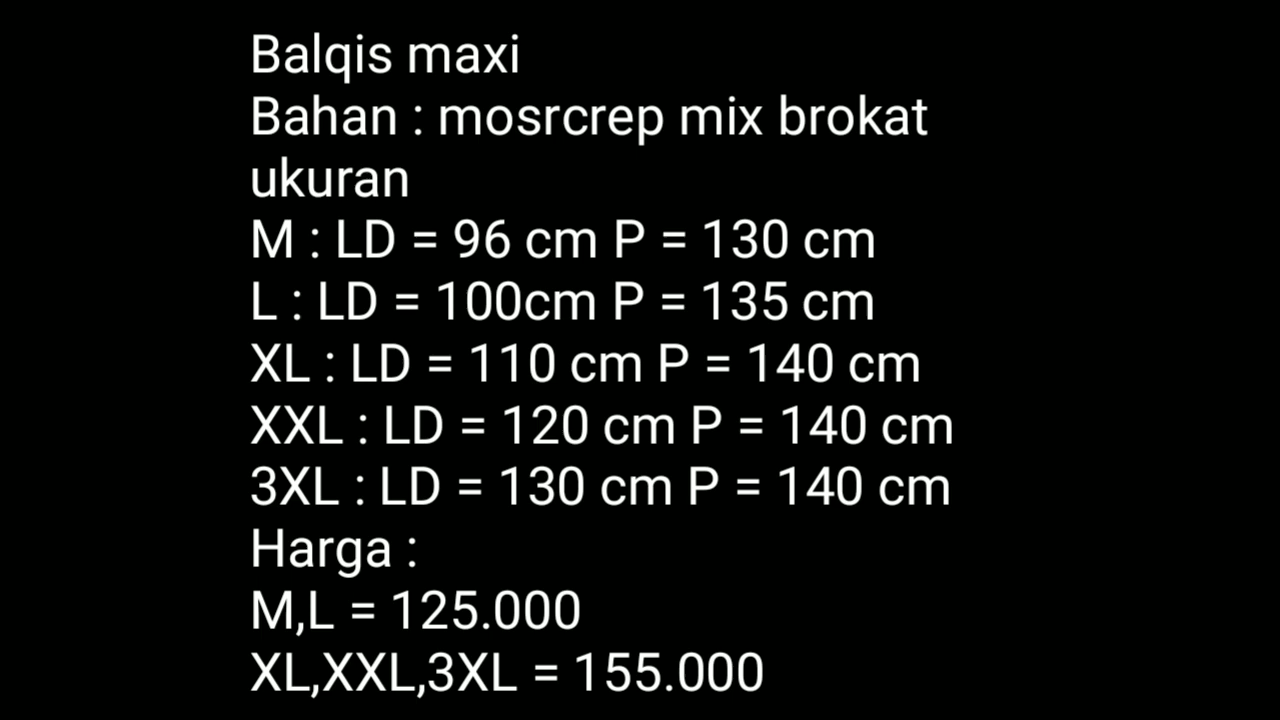 Balqis maxi
Bahan : mosrcrep mix brokat
ukuran
M : LD = 96 cm P = 130 cm
L : LD = 100cm P = 135 cm
XL : LD = 110 cm P = 140 cm
XXL : LD = 120 cm P = 140 cm
3XL : LD = 130 cm P = 140 cm
Harga :
M,L = 125.000
XL,XXL,3XL = 155.000